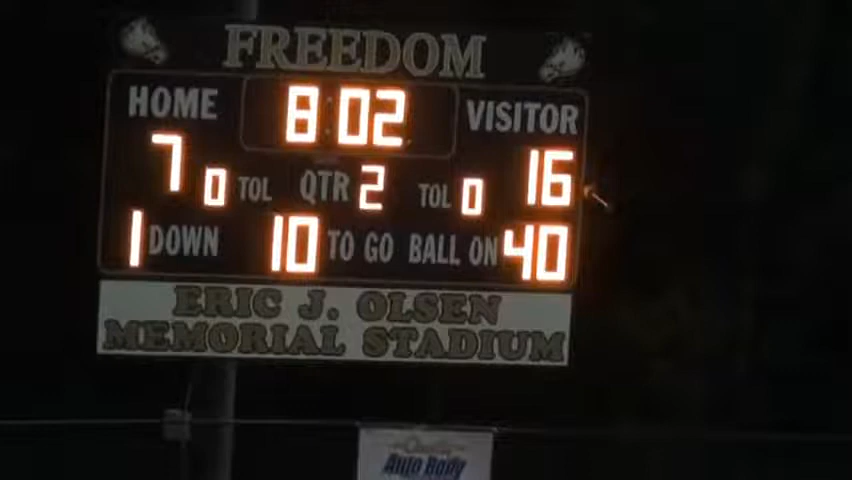 FREEDOM
HOME 8:02 VISITOR
7 0 TOL QTR 2 TOL 0 16
1 DOWN 10 TO GO BALL ON 40
ERIC J. OLSEN
MEMORIAL STADIUM
Auto Body